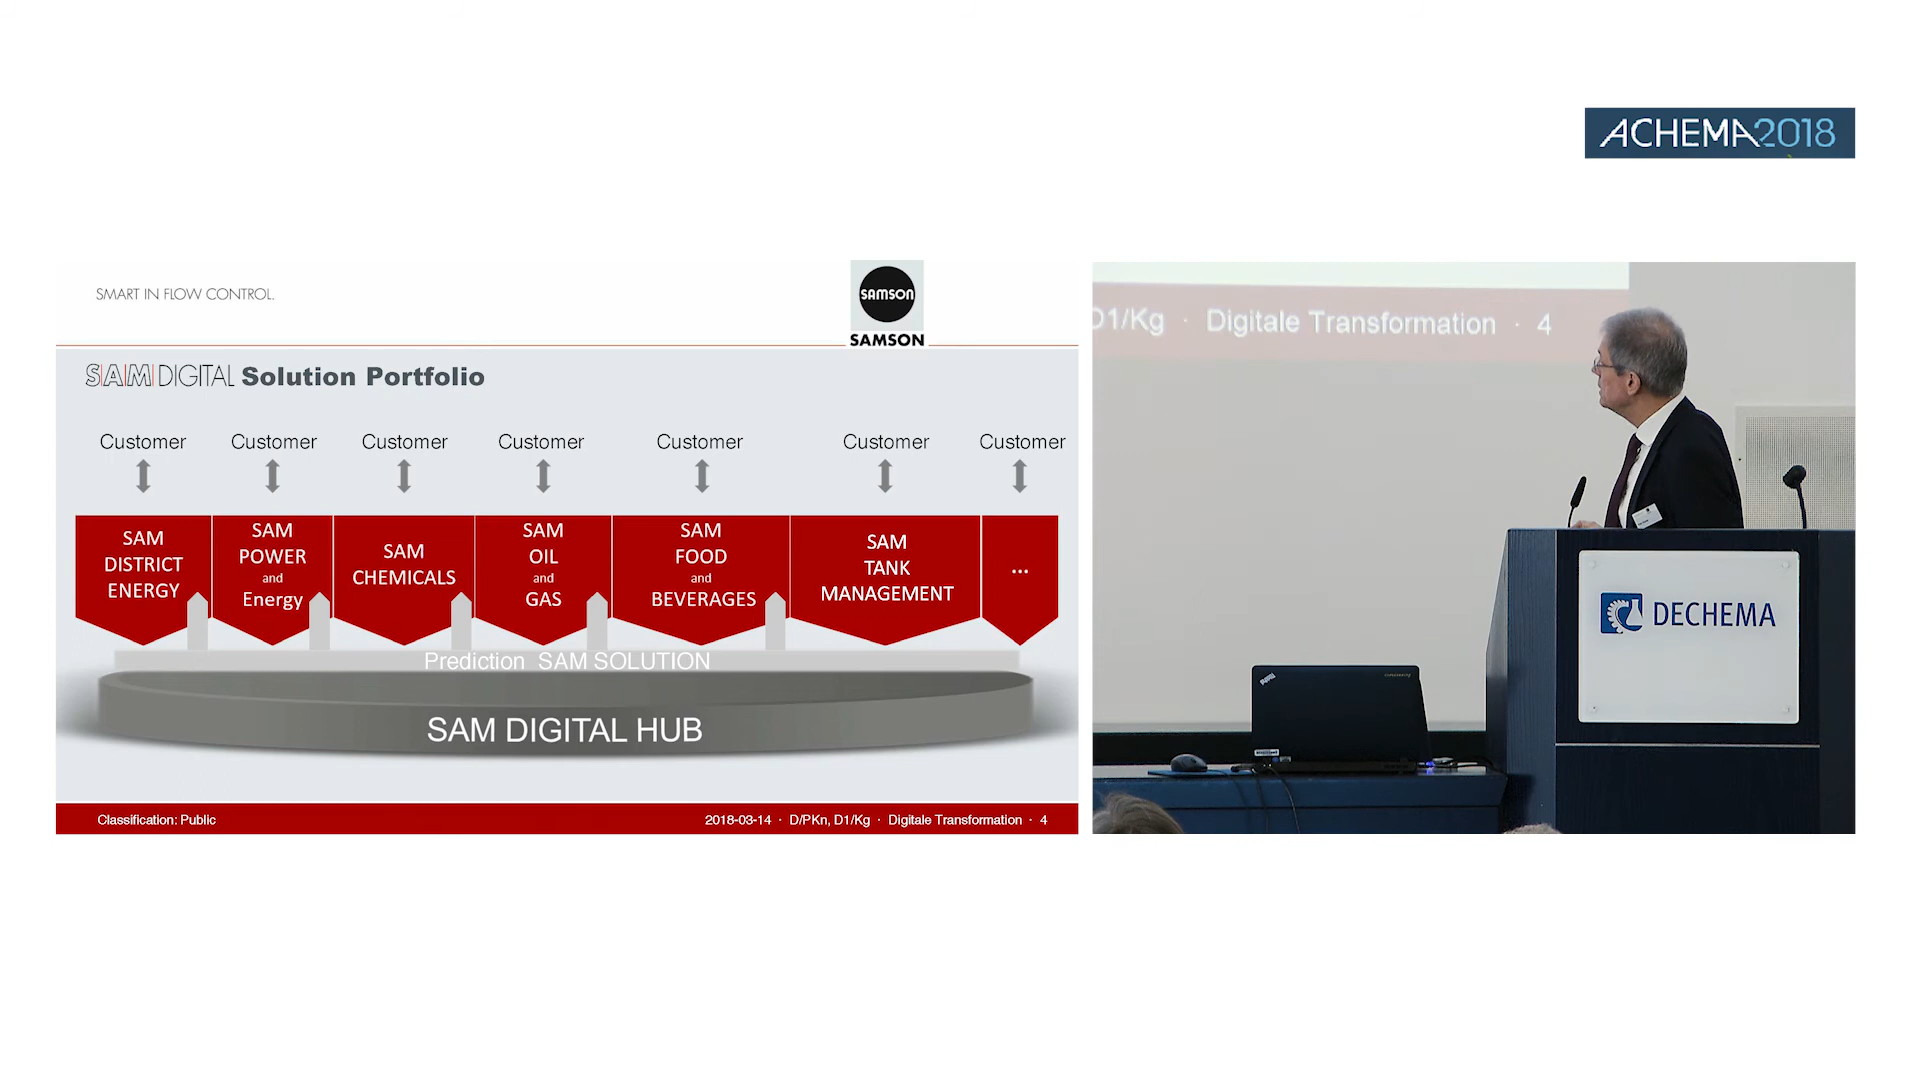 ACHEMA2018
SMART IN FLOW CONTROL.
SAMSON
SAMSON
SAM DIGITAL Solution Portfolio
Customer Customer Customer Customer Customer Customer Customer
SAM
DISTRICT
ENERGY
SAM
POWER
and
Energy
SAM
CHEMICALS
SAM
OIL
and
GAS
SAM
FOOD
and
BEVERAGES
SAM
TANK
MANAGEMENT
...
Prediction SAM SOLUTION
SAM DIGITAL HUB
Classification: Public
2018-03-14 · D/PKn, D1/Kg · Digitale Transformation · 4
D1/Kg · Digitale Transformation · 4
DECHEMA